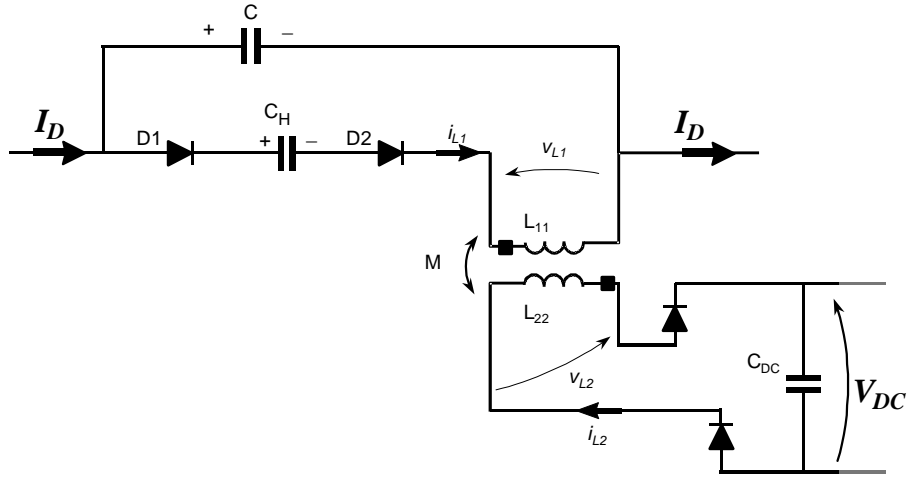 + C −
I_D D1 + C_H − D2 i_L1 v_L1 I_D
L_11
M
L_22
v_L2 C_DC V_DC
i_L2